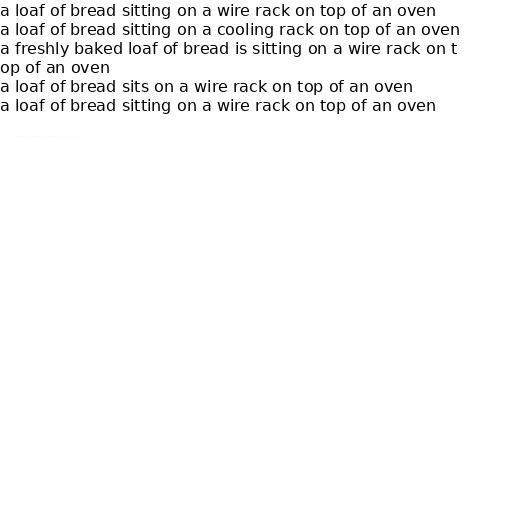 a loaf of bread sitting on a wire rack on top of an oven
a loaf of bread sitting on a cooling rack on top of an oven
a freshly baked loaf of bread is sitting on a wire rack on t
op of an oven
a loaf of bread sits on a wire rack on top of an oven
a loaf of bread sitting on a wire rack on top of an oven